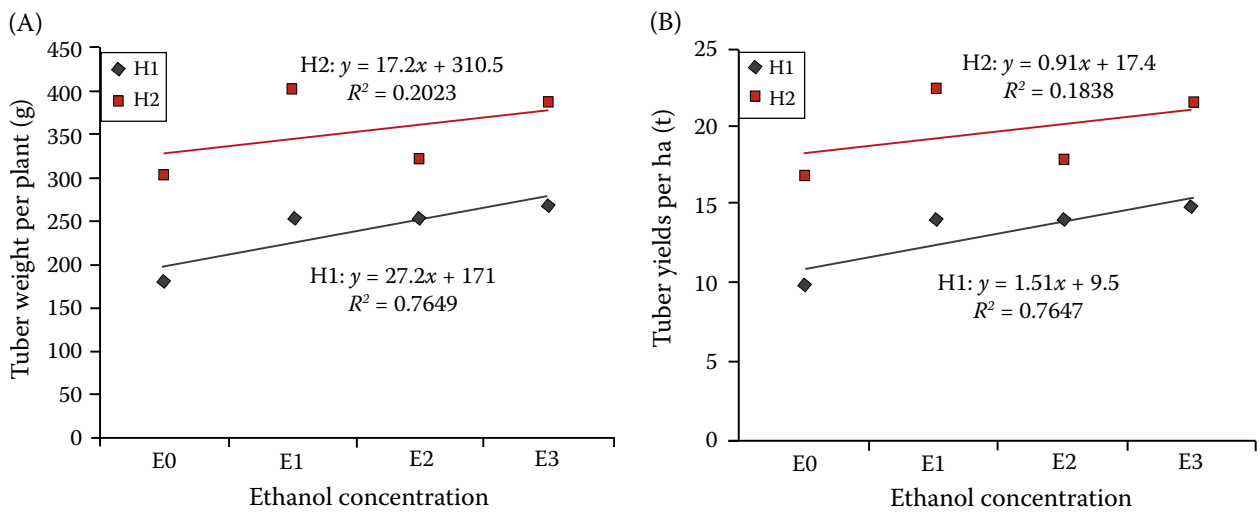 (A)
Tuber weight per plant (g)
450
400
350
300
250
200
150
100
50
0
H1
H2
H2: y = 17.2x + 310.5
R² = 0.2023
H1: y = 27.2x + 171
R² = 0.7649
E0 E1 E2 E3
Ethanol concentration
(B)
Tuber yields per ha (t)
25
20
15
10
5
0
H1
H2
H2: y = 0.91x + 17.4
R² = 0.1838
H1: y = 1.51x + 9.5
R² = 0.7647
E0 E1 E2 E3
Ethanol concentration